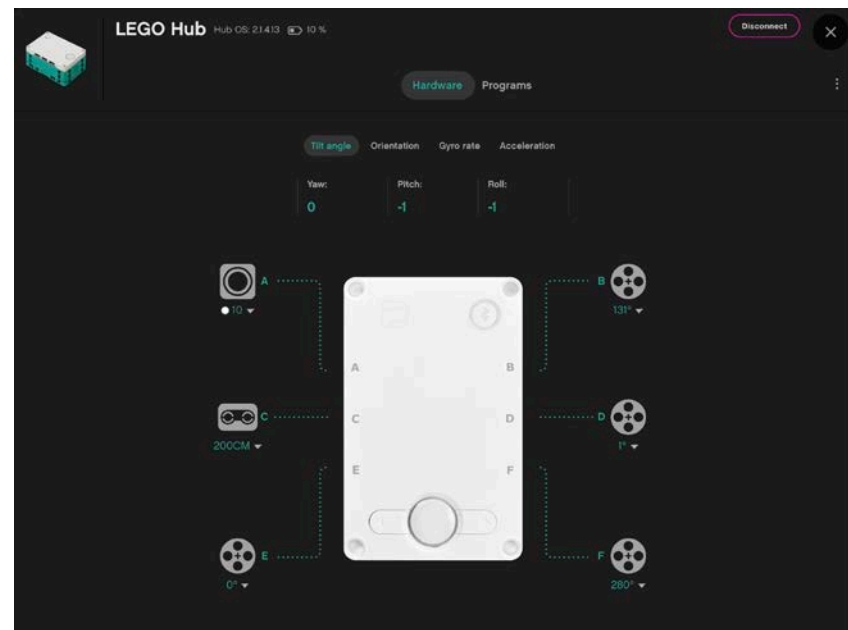 LEGO Hub Hub OS: 2.1.4.13 10 %
Disconnect
Hardware Programs
Tilt angle Orientation Gyro rate Acceleration
Yaw: Pitch: Roll:
0 -1 -1
A B
10 131°
A B
C D
C D
200CM 1°
E F
E F
0° 280°